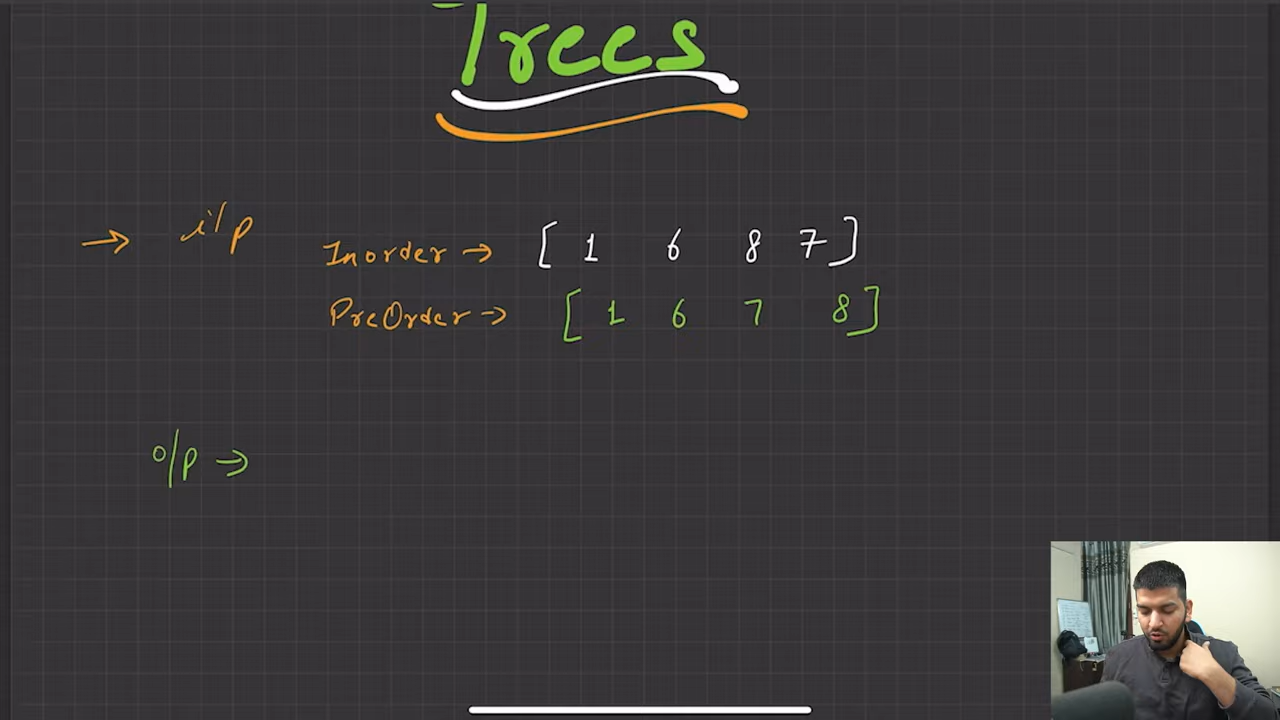 Trees
→ i/p
Inorder → [ 1 6 8 7 ]
PreOrder → [ 1 6 7 8 ]
o/p →